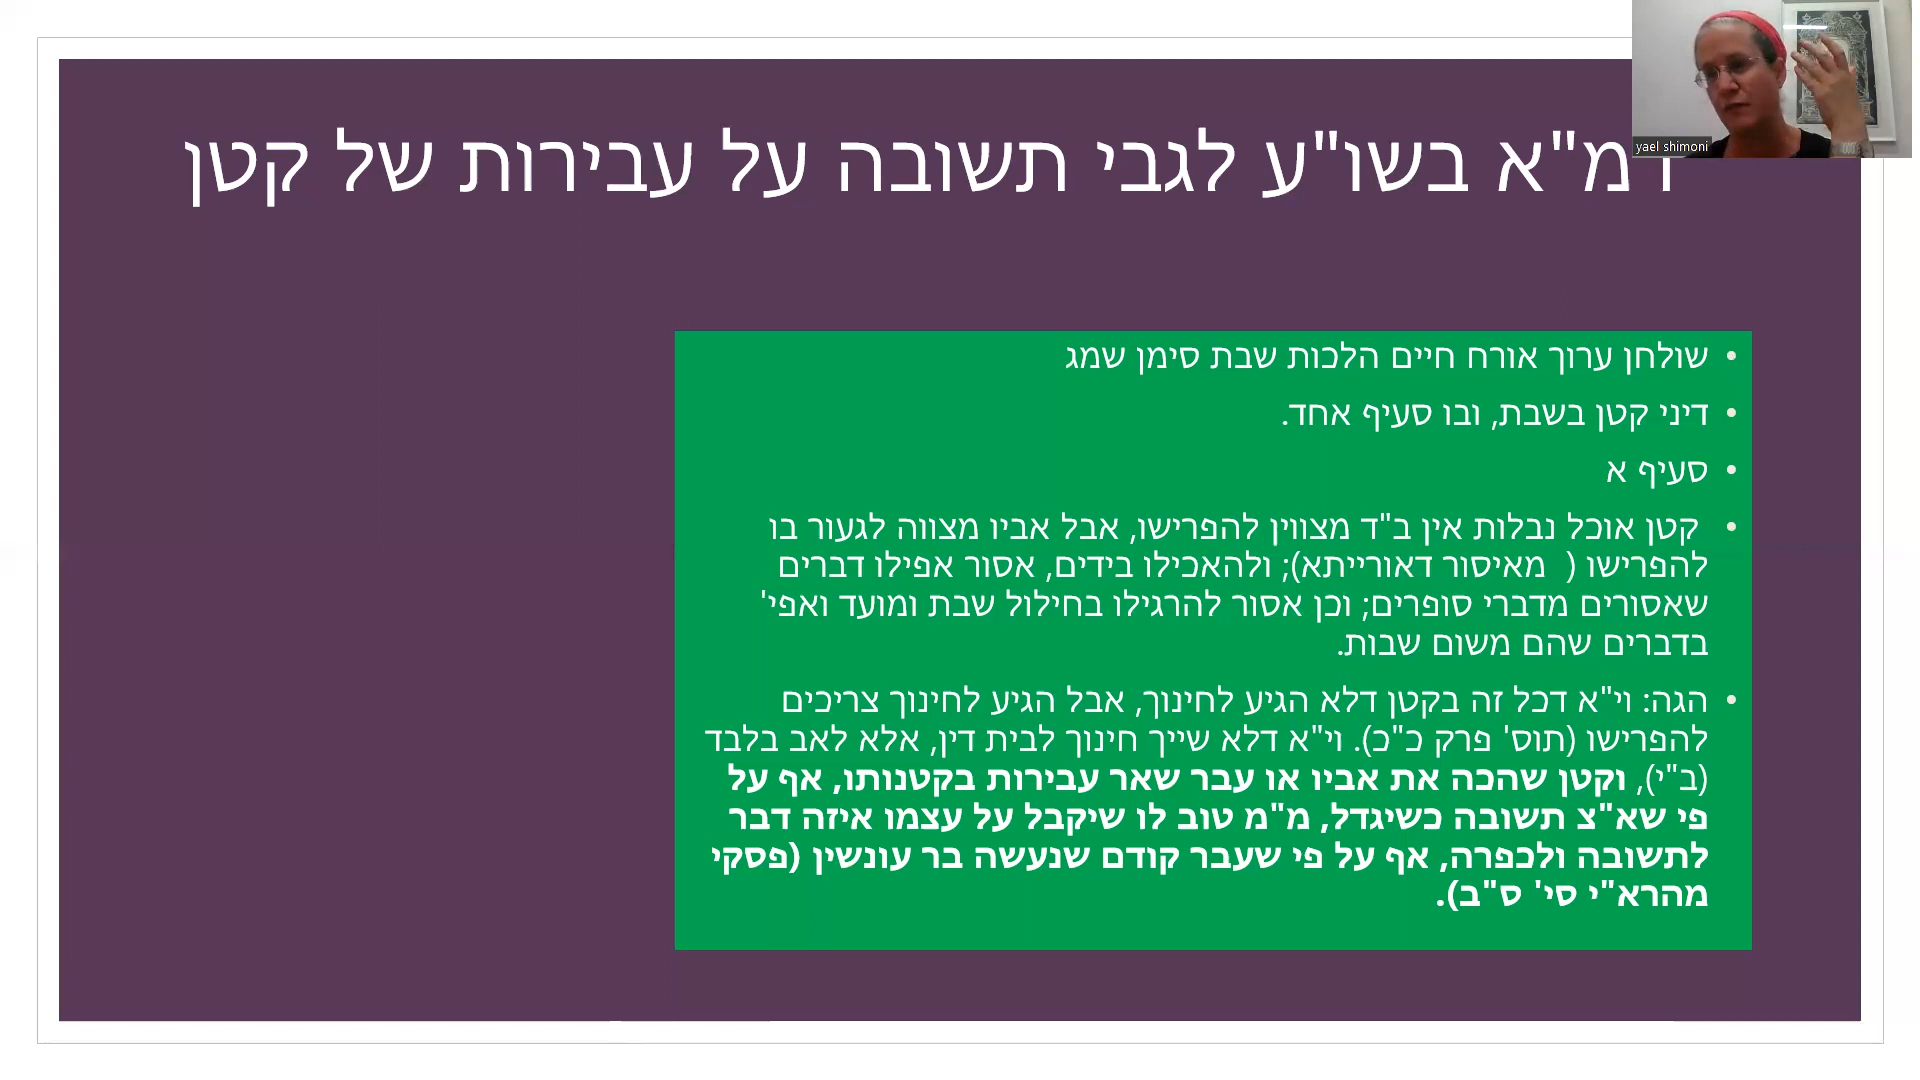 רמ"א בשו"ע לגבי תשובה על עבירות של קטן
yael shimoni
• שולחן ערוך אורח חיים הלכות שבת סימן שמג
• דיני קטן בשבת, ובו סעיף אחד.
• סעיף א
• קטן אוכל נבלות אין ב"ד מצווין להפרישו, אבל אביו מצווה לגעור בו
להפרישו ( מאיסור דאורייתא); ולהאכילו בידים, אסור אפילו דברים
שאסורים מדברי סופרים; וכן אסור להרגילו בחילול שבת ומועד ואפי'
בדברים שהם משום שבות.
• הגה: וי"א דכל זה בקטן דלא הגיע לחינוך, אבל הגיע לחינוך צריכים
להפרישו (תוס' פרק כ"כ). וי"א דלא שייך חינוך לבית דין, אלא לאב בלבד
(ב"י), וקטן שהכה את אביו או עבר שאר עבירות בקטנותו, אף על
פי שא"צ תשובה כשיגדל, מ"מ טוב לו שיקבל על עצמו איזה דבר
לתשובה ולכפרה, אף על פי שעבר קודם שנעשה בר עונשין (פסקי
מהרא"י סי' ס"ב).